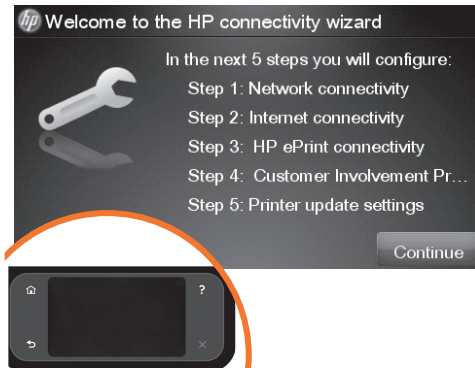 hp Welcome to the HP connectivity wizard
In the next 5 steps you will configure:
Step 1: Network connectivity
Step 2: Internet connectivity
Step 3: HP ePrint connectivity
Step 4: Customer Involvement Pr...
Step 5: Printer update settings
Continue
?